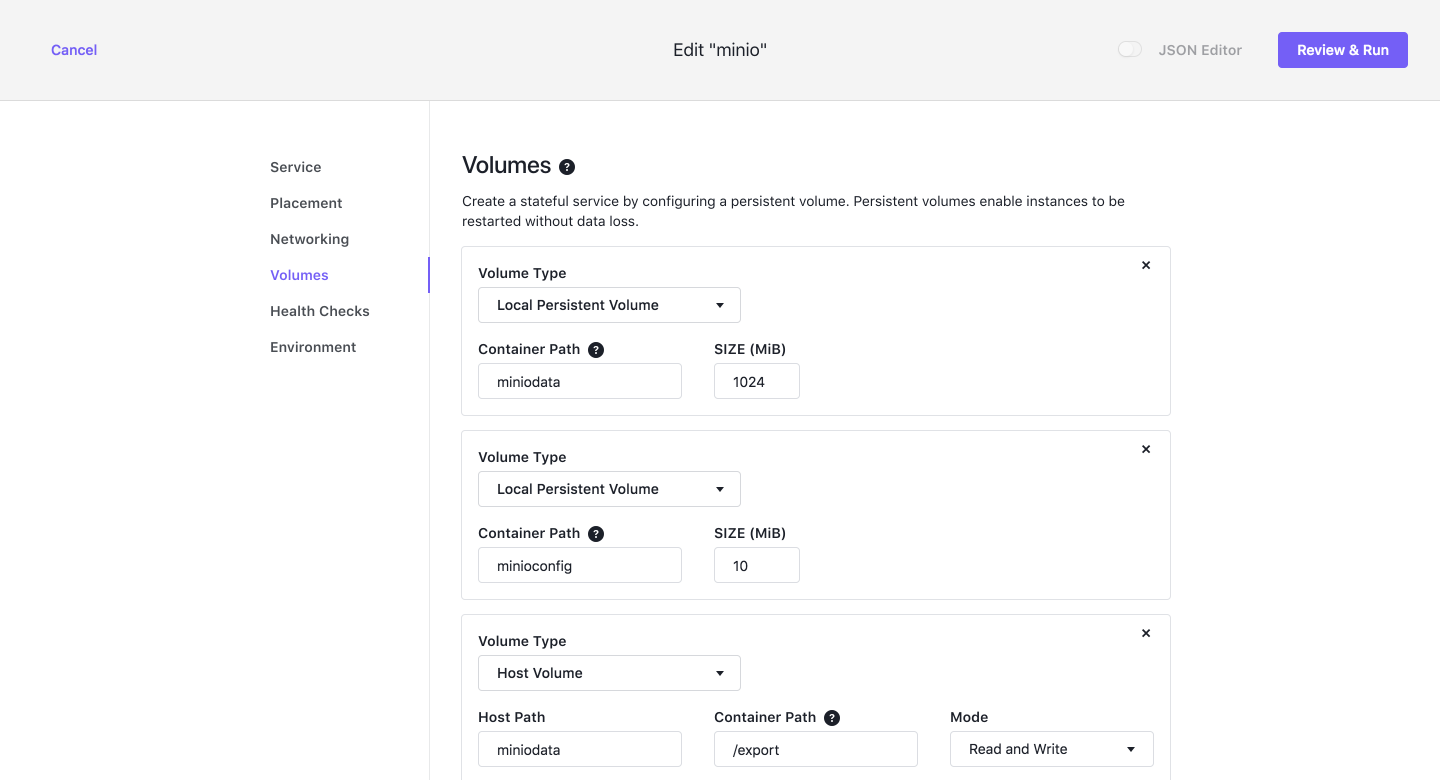 Cancel
Edit "minio"
JSON Editor
Review & Run
Service
Placement
Networking
Volumes
Health Checks
Environment
Volumes ?
Create a stateful service by configuring a persistent volume. Persistent volumes enable instances to be
restarted without data loss.
Volume Type
Local Persistent Volume
Container Path ? SIZE (MiB)
miniodata 1024
Volume Type
Local Persistent Volume
Container Path ? SIZE (MiB)
minioconfig 10
Volume Type
Host Volume
Host Path Container Path ? Mode
miniodata /export Read and Write